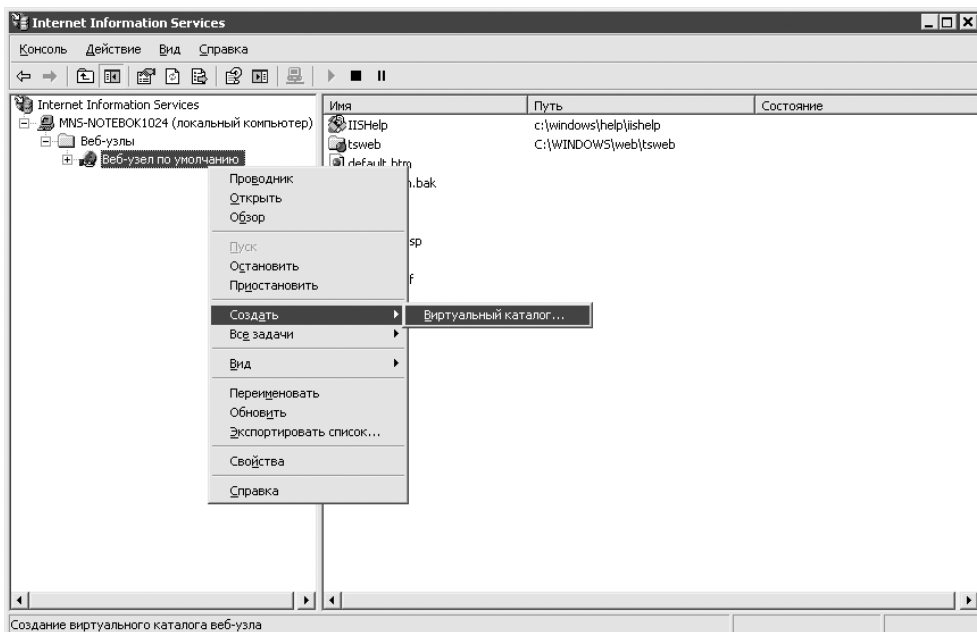 Internet Information Services
Консоль Действие Вид Справка
Internet Information Services
MNS-NOTEBOK1024 (локальный компьютер)
Веб-узлы
Веб-узел по умолчанию
Имя Путь Состояние
IISHelp c:\windows\help\iishelp
tsweb C:\WINDOWS\web\tsweb
default.htm
n.bak
sp
f
Проводник
Открыть
Обзор
Пуск
Остановить
Приостановить
Создать
Все задачи
Вид
Переименовать
Обновить
Экспортировать список...
Свойства
Справка
Виртуальный каталог...
Создание виртуального каталога веб-узла